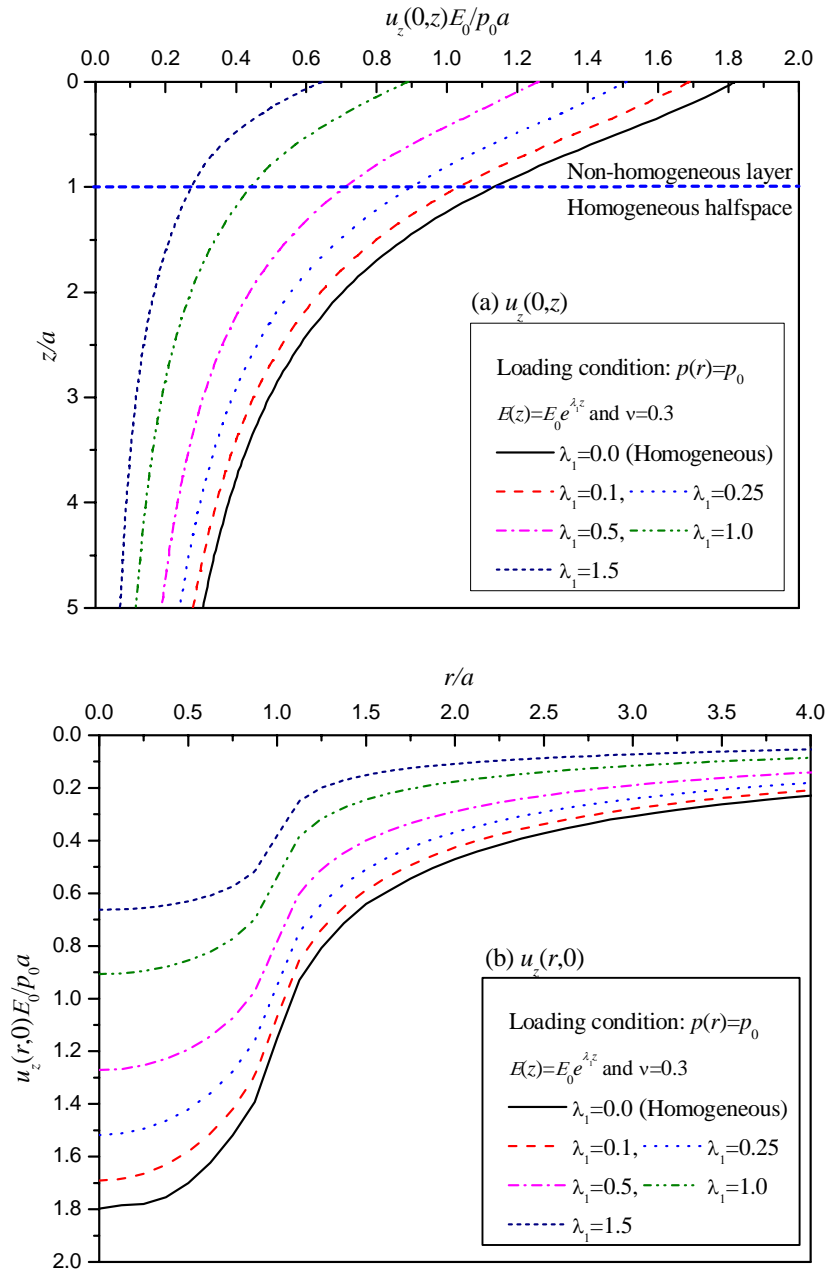 u_z(0,z)E_0/p_0a
0.0 0.2 0.4 0.6 0.8 1.0 1.2 1.4 1.6 1.8 2.0
0
1
2
3
4
5
z/a
Non-homogeneous layer
Homogeneous halfspace
(a) u_z(0,z)
Loading condition: p(r)=p_0
E(z)=E_0e^{λ_1z} and ν=0.3
λ_1=0.0 (Homogeneous)
λ_1=0.1, λ_1=0.25
λ_1=0.5, λ_1=1.0
λ_1=1.5
r/a
0.0 0.5 1.0 1.5 2.0 2.5 3.0 3.5 4.0
0.0
0.2
0.4
0.6
0.8
1.0
1.2
1.4
1.6
1.8
2.0
u_z(r,0)E_0/p_0a
(b) u_z(r,0)
Loading condition: p(r)=p_0
E(z)=E_0e^{λ_1z} and ν=0.3
λ_1=0.0 (Homogeneous)
λ_1=0.1, λ_1=0.25
λ_1=0.5, λ_1=1.0
λ_1=1.5